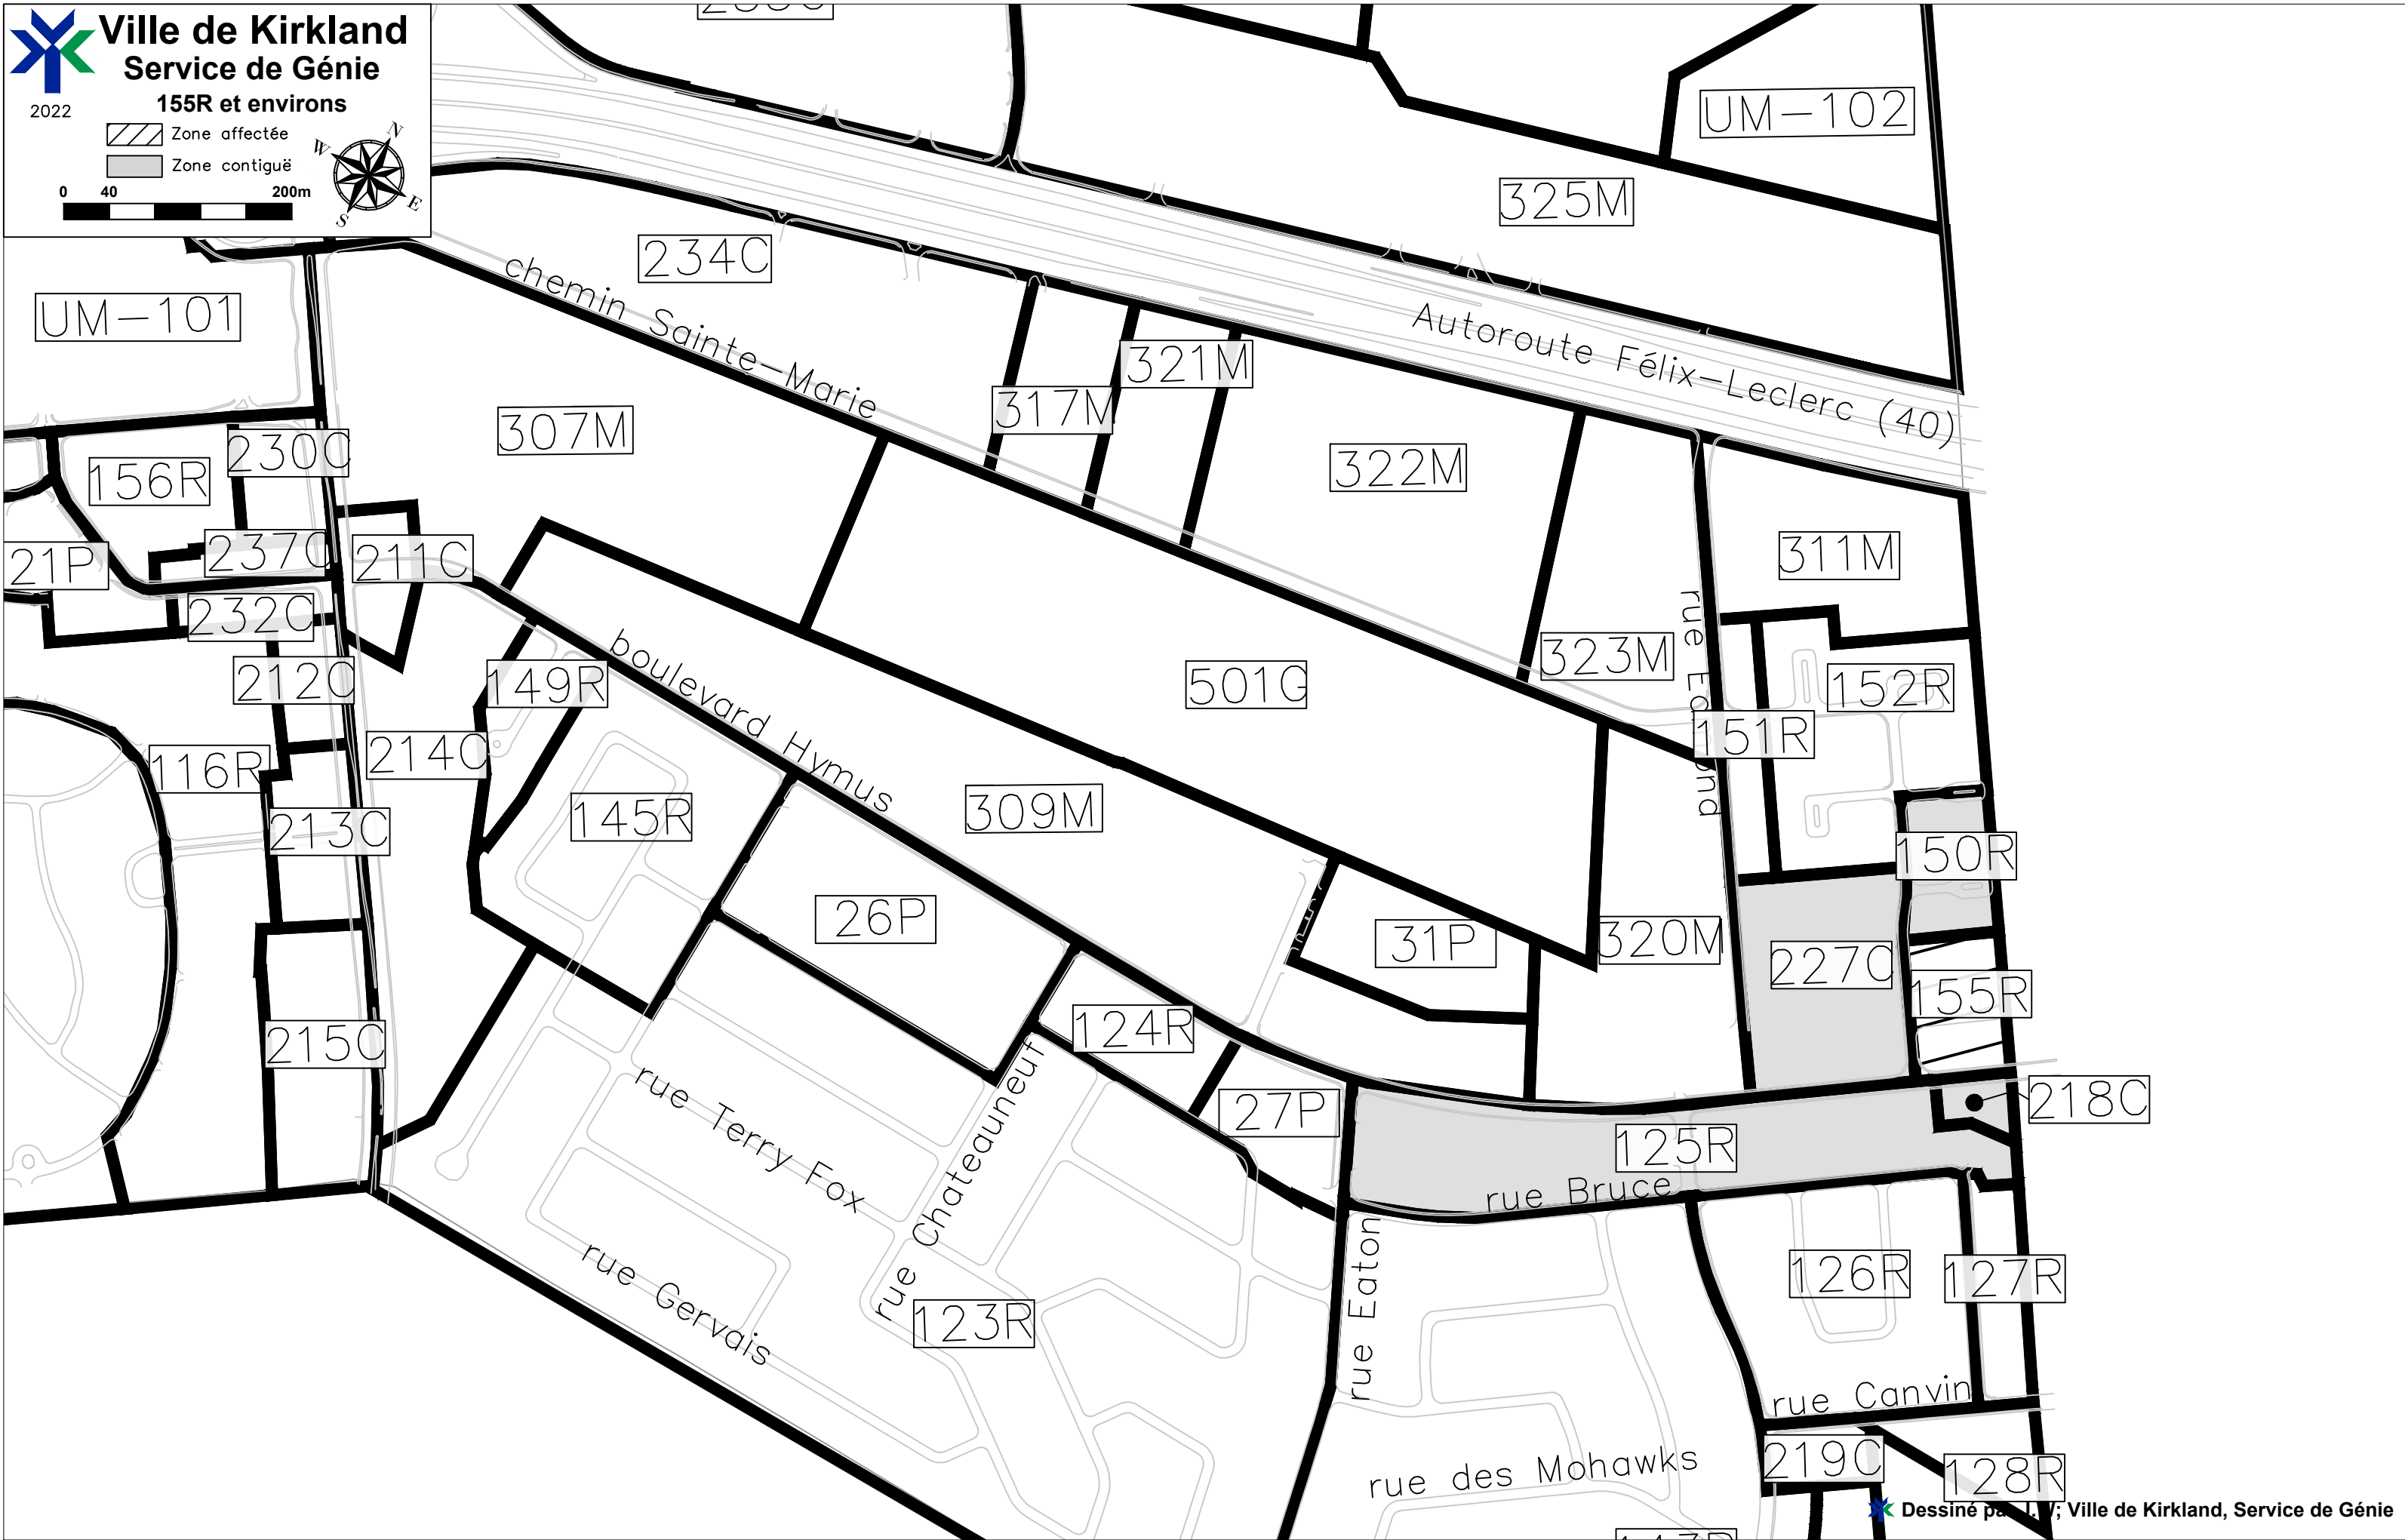 Ville de Kirkland
Service de Génie
2022
155R et environs
Zone affectée
Zone contiguë
0 40 200m
N
W
E
S
UM-102
325M
234C
UM-101
chemin Sainte-Marie
Autoroute Félix-Leclerc (40)
321M
317M
307M
322M
230C
156R
237C
211C
21P
311M
232C
323M
212C
149R
boulevard Hymus
501G
152R
151R
214C
116R
213C
145R
309M
150R
26P
31P
320M
227C
155R
215C
124R
27P
218C
125R
rue Terry Fox
rue Chateauneuf
rue Bruce
rue Gervais
rue Eaton
126R
127R
123R
rue Canvin
219C
128R
rue des Mohawks
Ville de Kirkland, Service de Génie